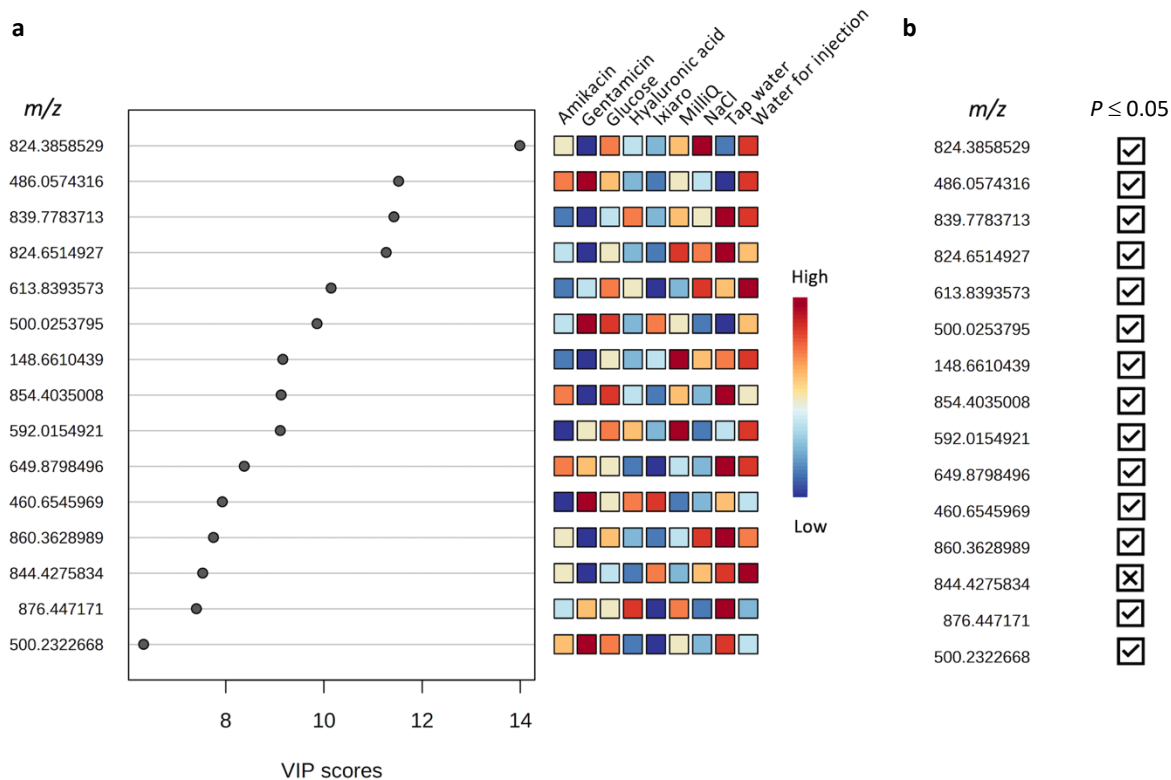 a
b
Amikacin
Gentamicin
Glucose
Hyaluronic acid
Ixiaro
MilliQ
NaCl
Tap water
Water for injection
m/z
824.3858529
486.0574316
839.7783713
824.6514927
613.8393573
500.0253795
148.6610439
854.4035008
592.0154921
649.8798496
460.6545969
860.3628989
844.4275834
876.447171
500.2322668
8 10 12 14
VIP scores
High
Low
m/z P ≤ 0.05
824.3858529
486.0574316
839.7783713
824.6514927
613.8393573
500.0253795
148.6610439
854.4035008
592.0154921
649.8798496
460.6545969
860.3628989
844.4275834
876.447171
500.2322668